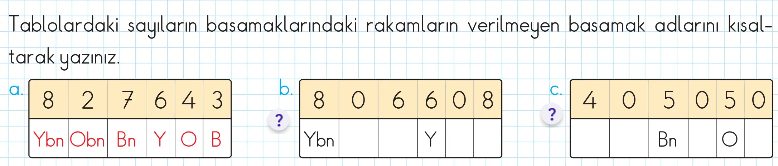 Tablolardaki sayıların basamaklarındaki rakamların verilmeyen basamak adlarını kısal-
tarak yazınız.
a. 8 2 7 6 4 3
Ybn Obn Bn Y O B
b. 8 0 6 6 0 8
? Ybn Y
c. 4 0 5 0 5 0
? Bn O